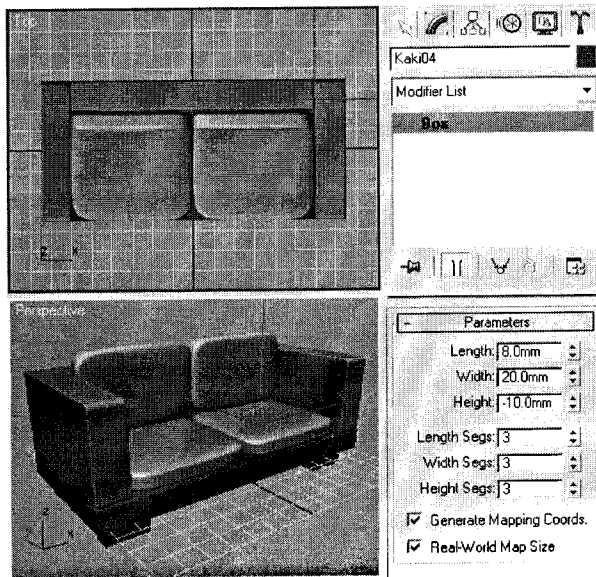 Top
Kaki04
Modifier List
Box
Z X
Perspective
Z
X
- Parameters
Length: 8.0mm
Width: 20.0mm
Height: -10.0mm
Length Segs: 3
Width Segs: 3
Height Segs: 3
Generate Mapping Coords.
Real-World Map Size